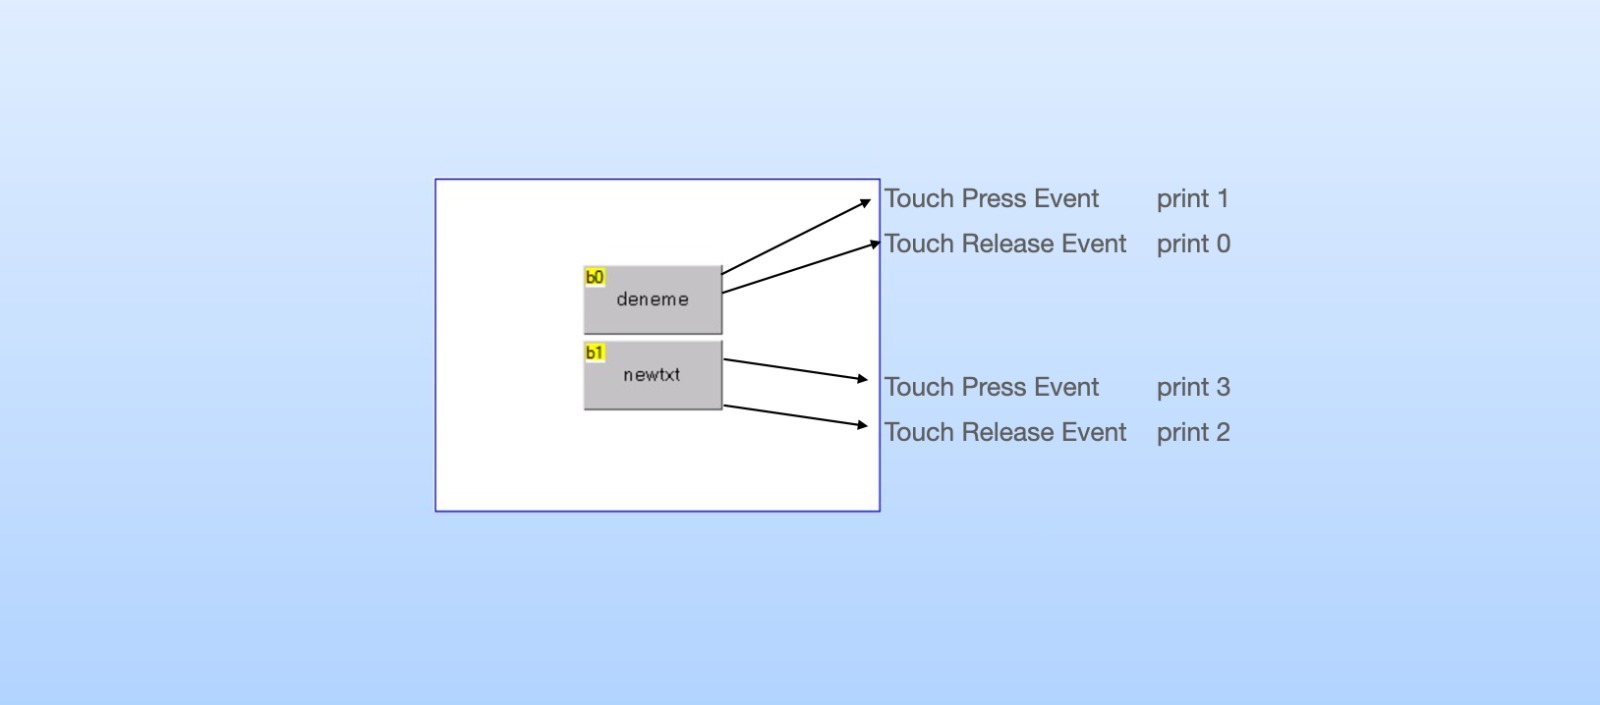 Touch Press Event print 1
Touch Release Event print 0
b0
deneme
b1
newtxt
Touch Press Event print 3
Touch Release Event print 2